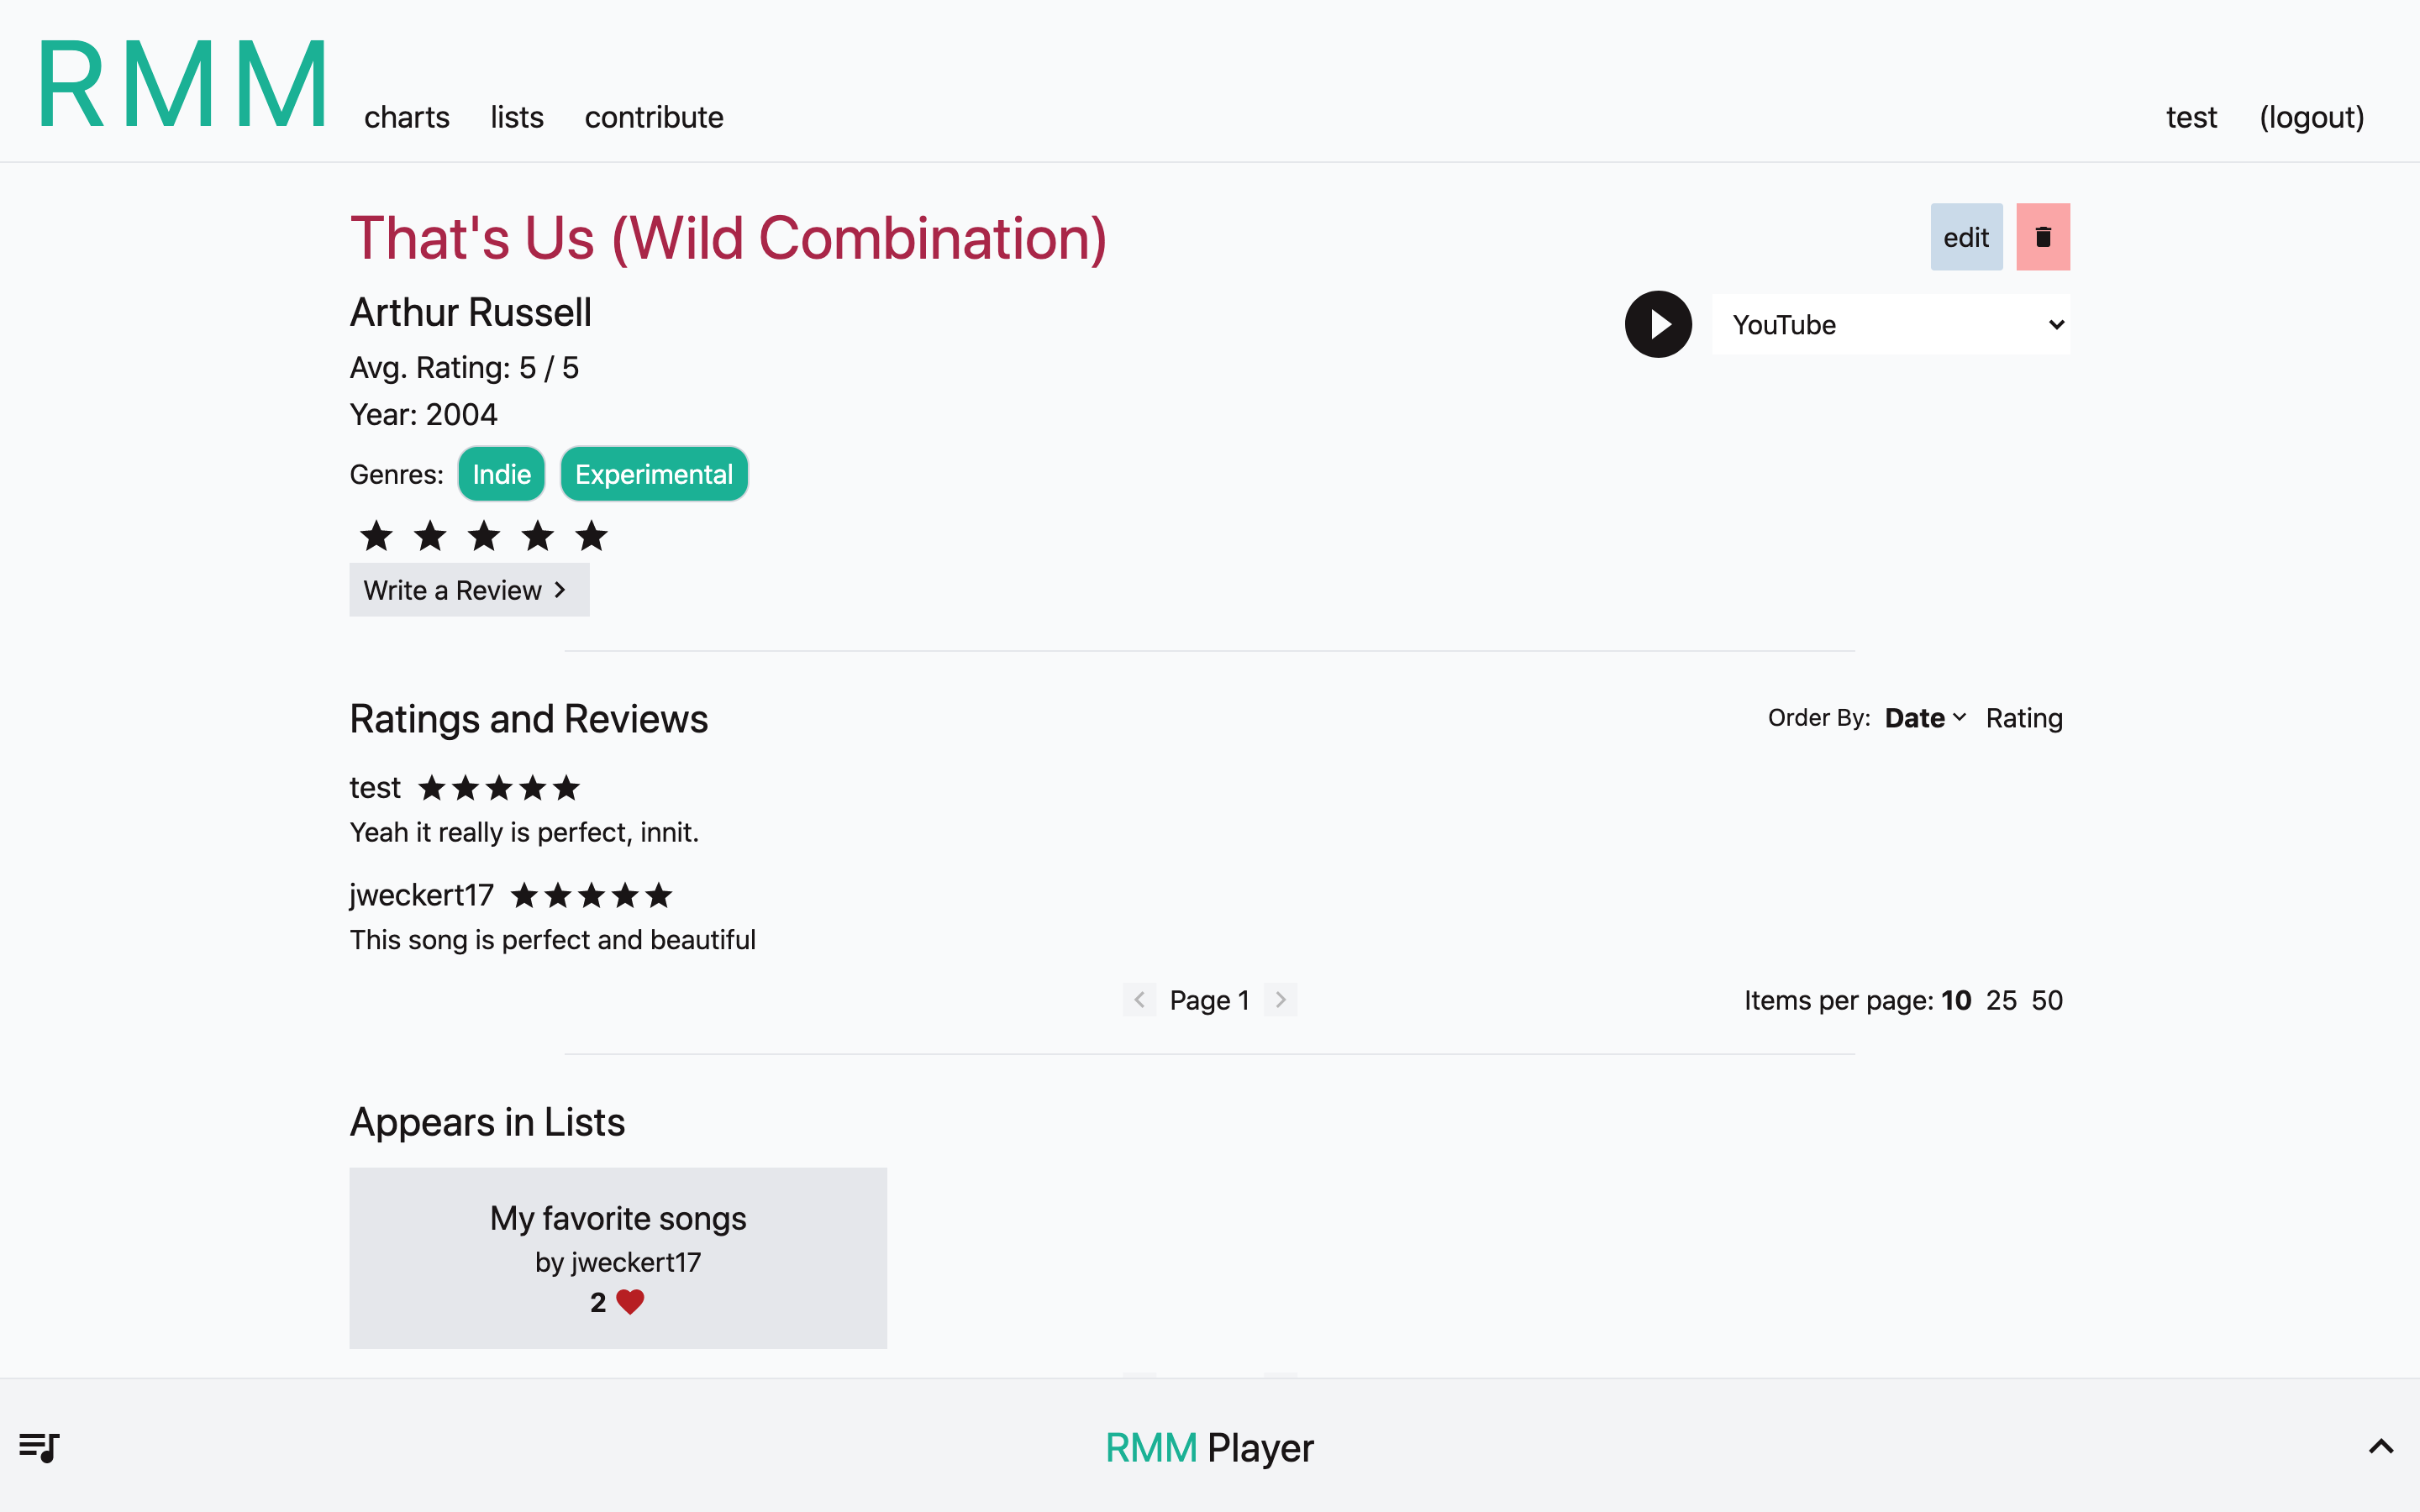 RMM charts lists contribute test (logout)
That's Us (Wild Combination) edit
Arthur Russell YouTube
Avg. Rating: 5 / 5
Year: 2004
Genres: Indie Experimental
Write a Review
Ratings and Reviews Order By: Date Rating
test
Yeah it really is perfect, innit.
jweckert17
This song is perfect and beautiful
Page 1 Items per page: 10 25 50
Appears in Lists
My favorite songs
by jweckert17
2
RMM Player